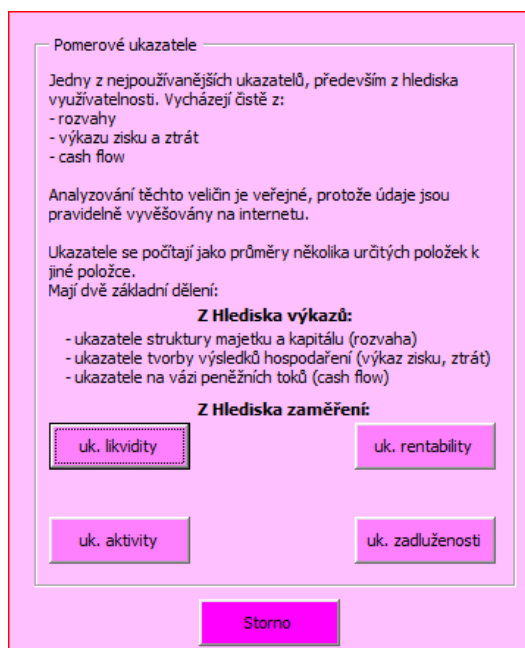 Pomerové ukazatele
Jedny z nejpoužívanějších ukazatelů, především z hlediska
využívatelnosti. Vycházejí čistě z:
- rozvahy
- výkazu zisku a ztrát
- cash flow
Analyzování těchto veličin je veřejné, protože údaje jsou
pravidelně vyvěšovány na internetu.
Ukazatele se počítají jako průměry několika určitých položek k
jiné položce.
Mají dvě základní dělení:
Z Hlediska výkazů:
- ukazatele struktury majetku a kapitálu (rozvaha)
- ukazatele tvorby výsledků hospodaření (výkaz zisku, ztrát)
- ukazatele na vázi peněžních toků (cash flow)
Z Hlediska zaměření:
uk. likvidity
uk. rentability
uk. aktivity
uk. zadluženosti
Storno